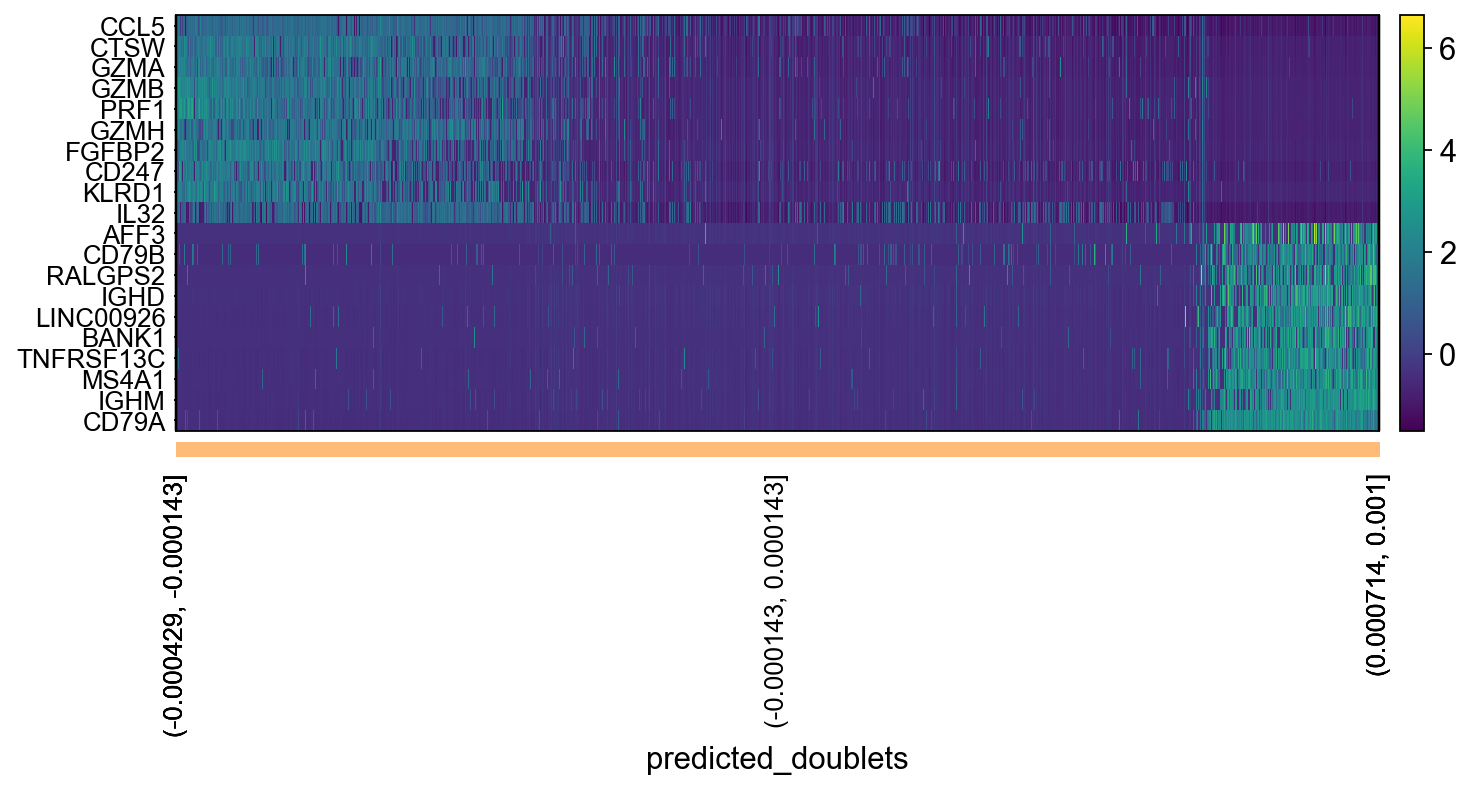 CCL5
CTSW
GZMA
GZMB
PRF1
GZMH
FGFBP2
CD247
KLRD1
IL32
AFF3
CD79B
RALGPS2
IGHD
LINC00926
BANK1
TNFRSF13C
MS4A1
IGHM
CD79A
6
4
2
0
(-0.000429, -0.000143]
(-0.000143, 0.000143]
(0.000714, 0.001]
predicted_doublets